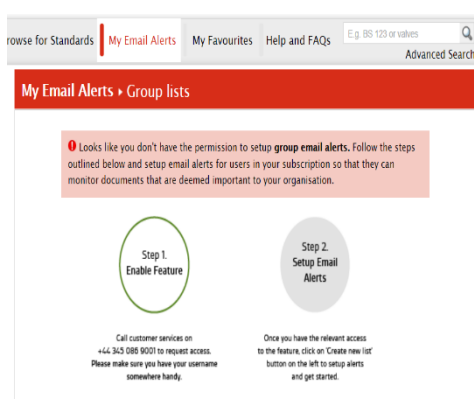 rowse for Standards My Email Alerts My Favourites Help and FAQs E.g. BS 123 or valves
Advanced Search
My Email Alerts ▸ Group lists
Looks like you don't have the permission to setup group email alerts. Follow the steps
outlined below and setup email alerts for users in your subscription so that they can
monitor documents that are deemed important to your organisation.
Step 1.
Enable Feature
Call customer services on
+44 345 086 9001 to request access.
Please make sure you have your username
somewhere handy.
Step 2.
Setup Email
Alerts
Once you have the relevant access
to the feature, click on 'Create new list'
button on the left to setup alerts
and get started.